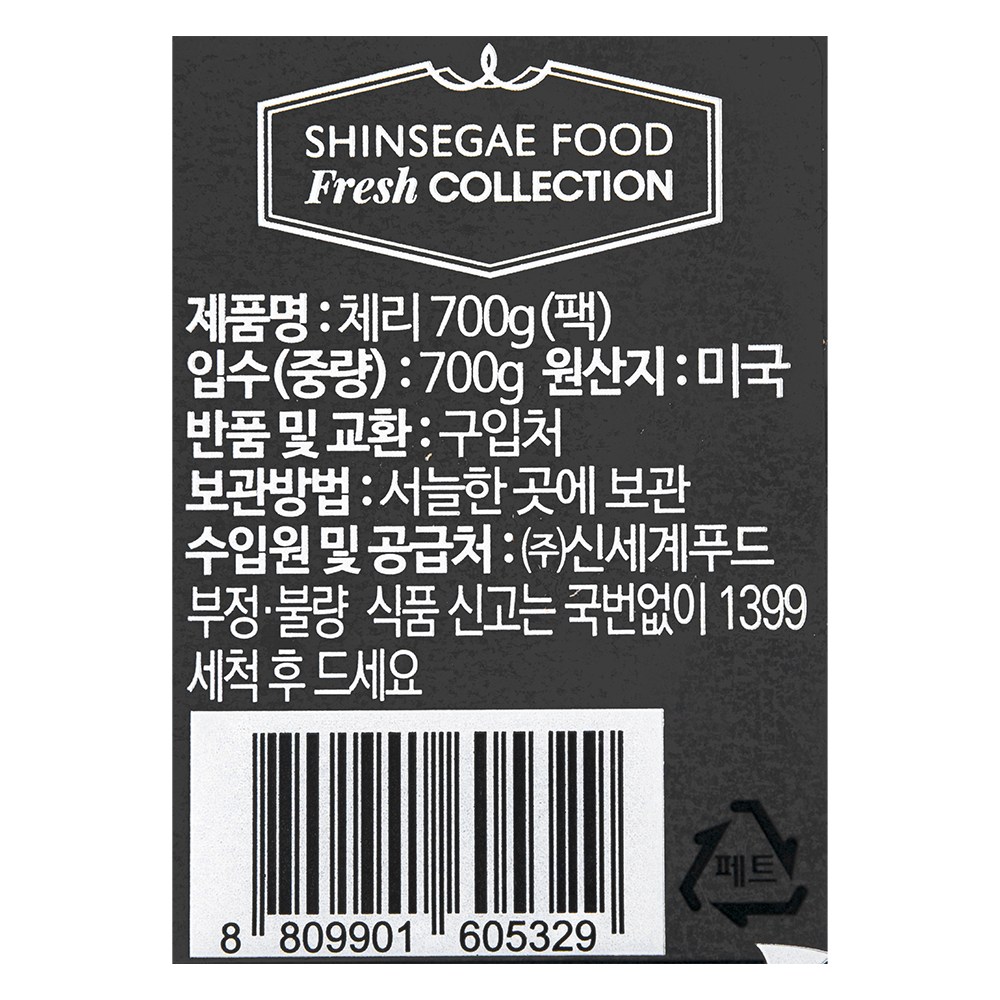 SHINSEGAE FOOD
Fresh COLLECTION
제품명 : 체리 700g (팩)
입수(중량) : 700g 원산지 : 미국
반품 및 교환 : 구입처
보관방법 : 서늘한 곳에 보관
수입원 및 공급처 : (주)신세계푸드
부정·불량 식품 신고는 국번없이 1399
세척 후 드세요
페트
8 809901 605329